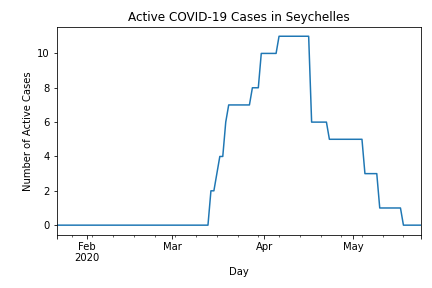 Active COVID-19 Cases in Seychelles
Number of Active Cases
10
8
6
4
2
0
Feb
2020
Mar
Apr
May
Day